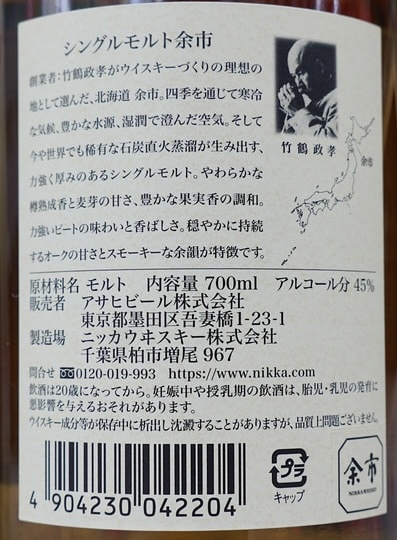 シングルモルト余市
創業者:竹鶴政孝がウイスキーづくりの理想の
地として選んだ、北海道 余市。四季を通じて寒冷
な気候、豊かな水源、湿潤で澄んだ空気。そして
今や世界でも稀有な石炭直火蒸溜が生み出す、
力強く厚みのあるシングルモルト。やわらかな
樽熟成香と麦芽の甘さ、豊かな果実香の調和。
力強いピートの味わいと香ばしさ。穏やかに持続
するオークの甘さとスモーキーな余韻が特徴です。
竹鶴政孝
余市
原材料名 モルト 内容量 700ml アルコール分 45%
販売者 アサヒビール株式会社
東京都墨田区吾妻橋1-23-1
製造場 ニッカウヰスキー株式会社
千葉県柏市増尾 967
問合せ 0120-019-993 https://www.nikka.com
飲酒は20歳になってから。妊娠中や授乳期の飲酒は、胎児・乳児の発育に
悪影響を与えるおそれがあります。
ウイスキー成分等が保存中に析出し沈澱することがありますが、品質上問題ございません。
4 904230 042204
プラ
キャップ
余市
NIKKA WHISKY